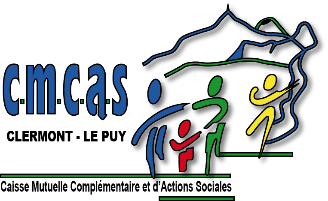 c.m.c.a.s
CLERMONT - LE PUY
Caisse Mutuelle Complémentaire et d'Actions Sociales